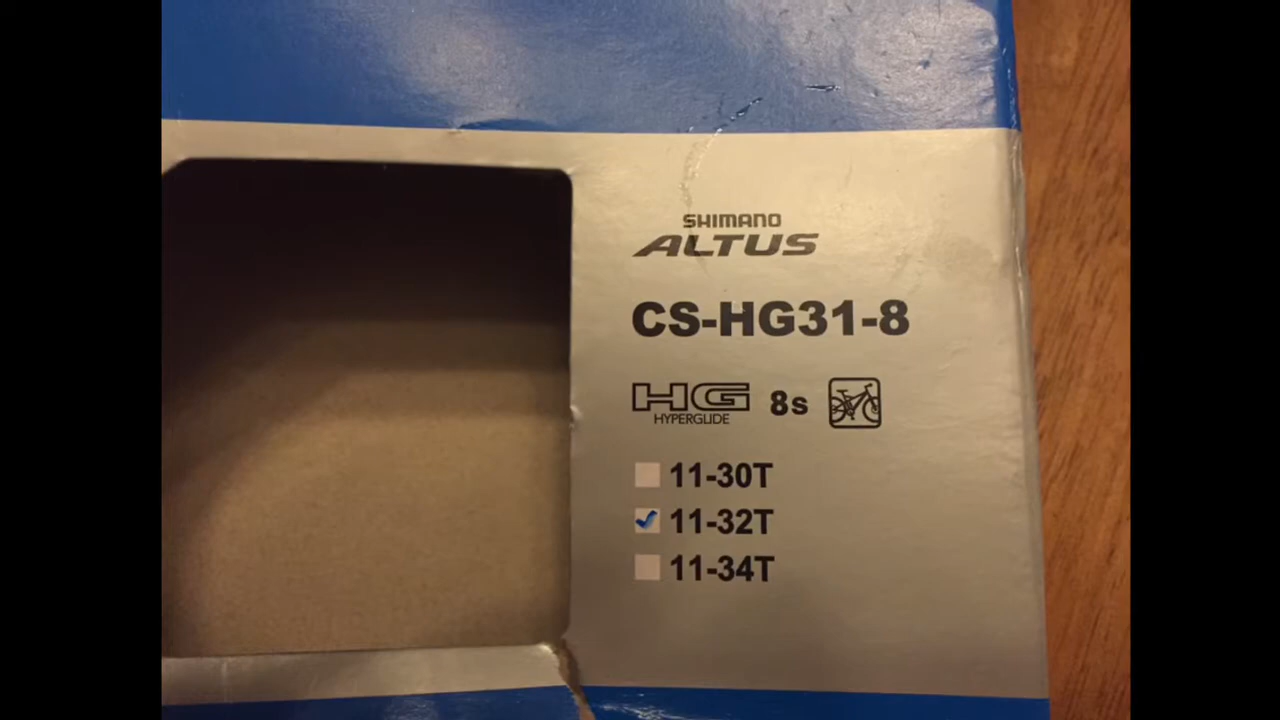 SHIMANO
ALTUS
CS-HG31-8
HG 8s
HYPERGLIDE
11-30T
11-32T
11-34T